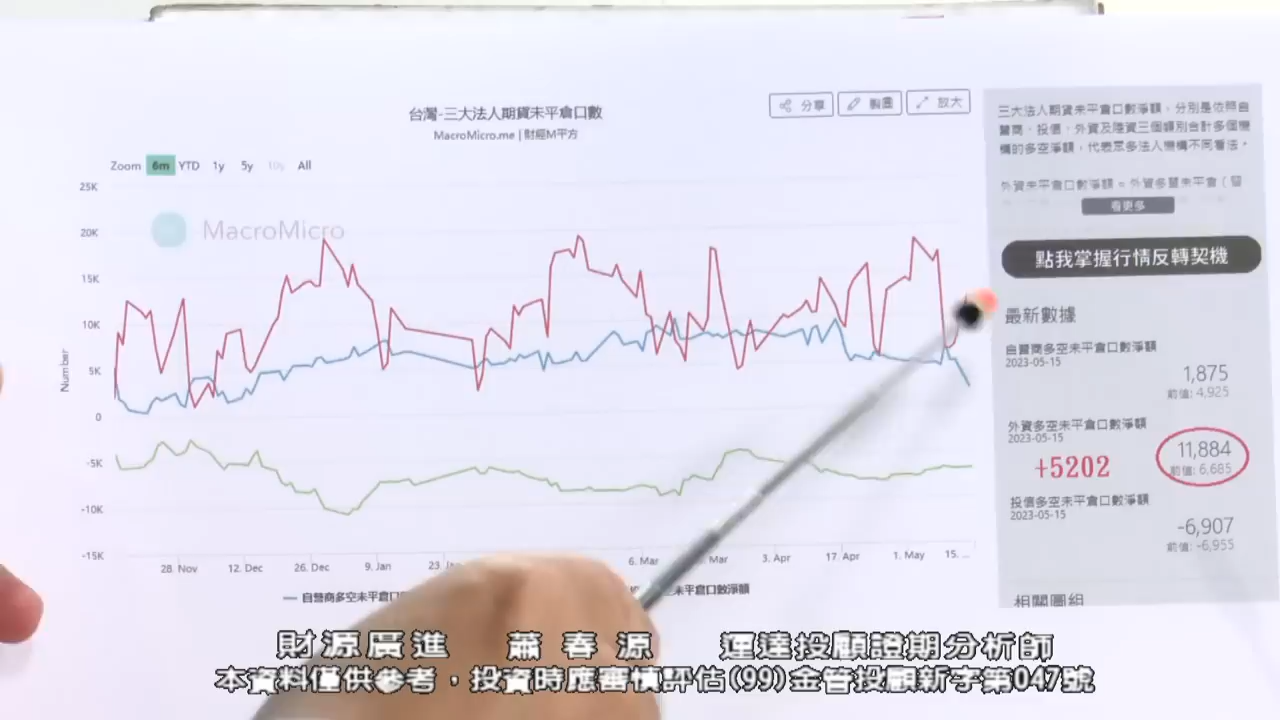 台灣-三大法人期貨未平倉口數
MacroMicro.me | 財經M平方
分享
放大
Zoom 6m YTD 1y 5y 10y All
MacroMicro
Number
25K
20K
15K
10K
5K
0
-5K
-10K
-15K
28. Nov 12. Dec 26. Dec 9. Jan 6. Mar Mar 3. Apr 17. Apr 1. May 15. ...
自營商多空未平倉口
未平倉口數淨額
三大法人期貨未平倉口數淨額，分別是依照自
營商、投信、外資及陸資三個類別合計多個機
構的多空淨額，代表眾多法人機構不同看法。
看更多
點我掌握行情反轉契機
最新數據
自營商多空未平倉口數淨額
2023-05-15
1,875
前值: 4,925
外資多空未平倉口數淨額
2023-05-15
11,884
+5202
前值: 6,685
投信多空未平倉口數淨額
2023-05-15
-6,907
前值: -6,955
相關圖組
財源廣進 蕭春源 運達投顧證期分析師
本資料僅供參考，投資時應審慎評估(99)金管投顧新字第047號